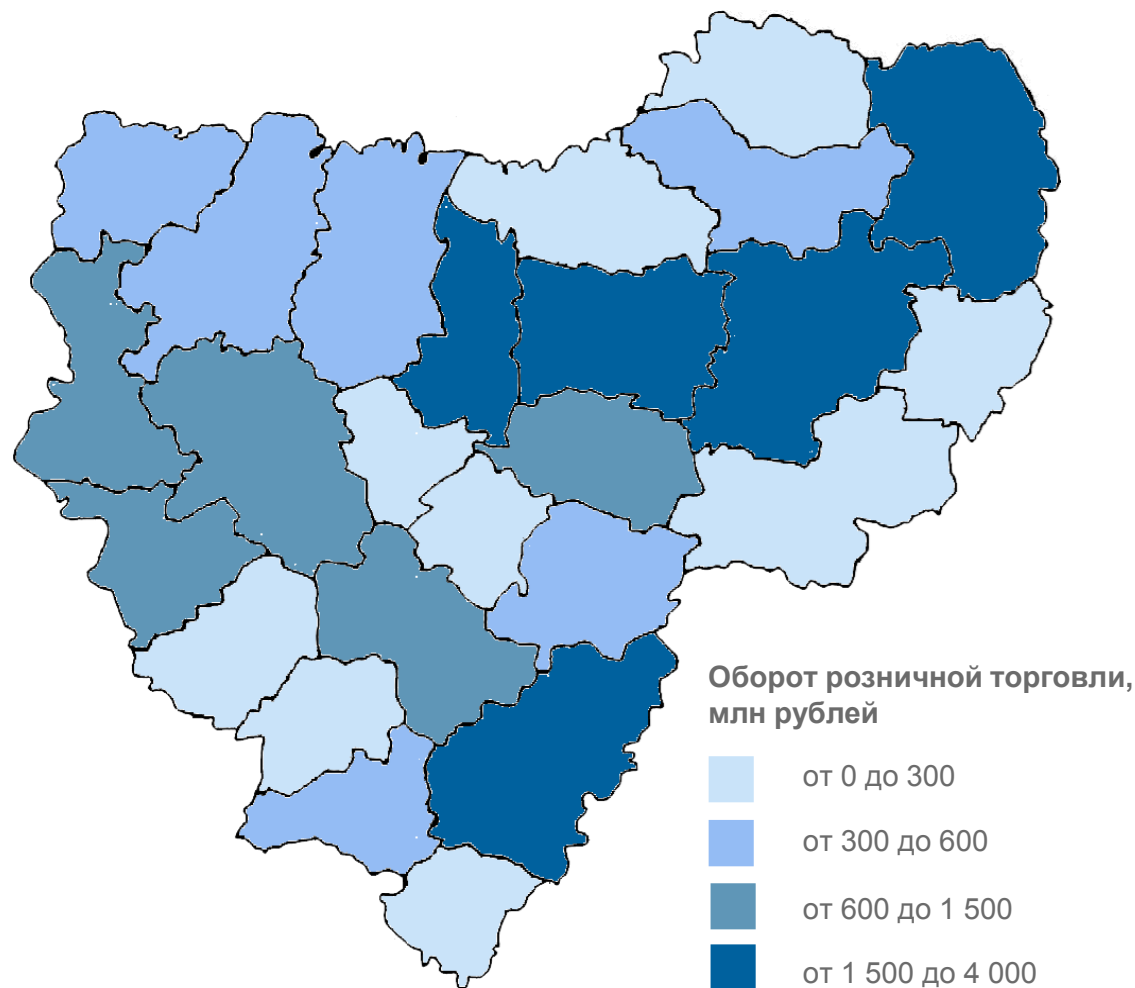 Оборот розничной торговли,
млн рублей
от 0 до 300
от 300 до 600
от 600 до 1 500
от 1 500 до 4 000